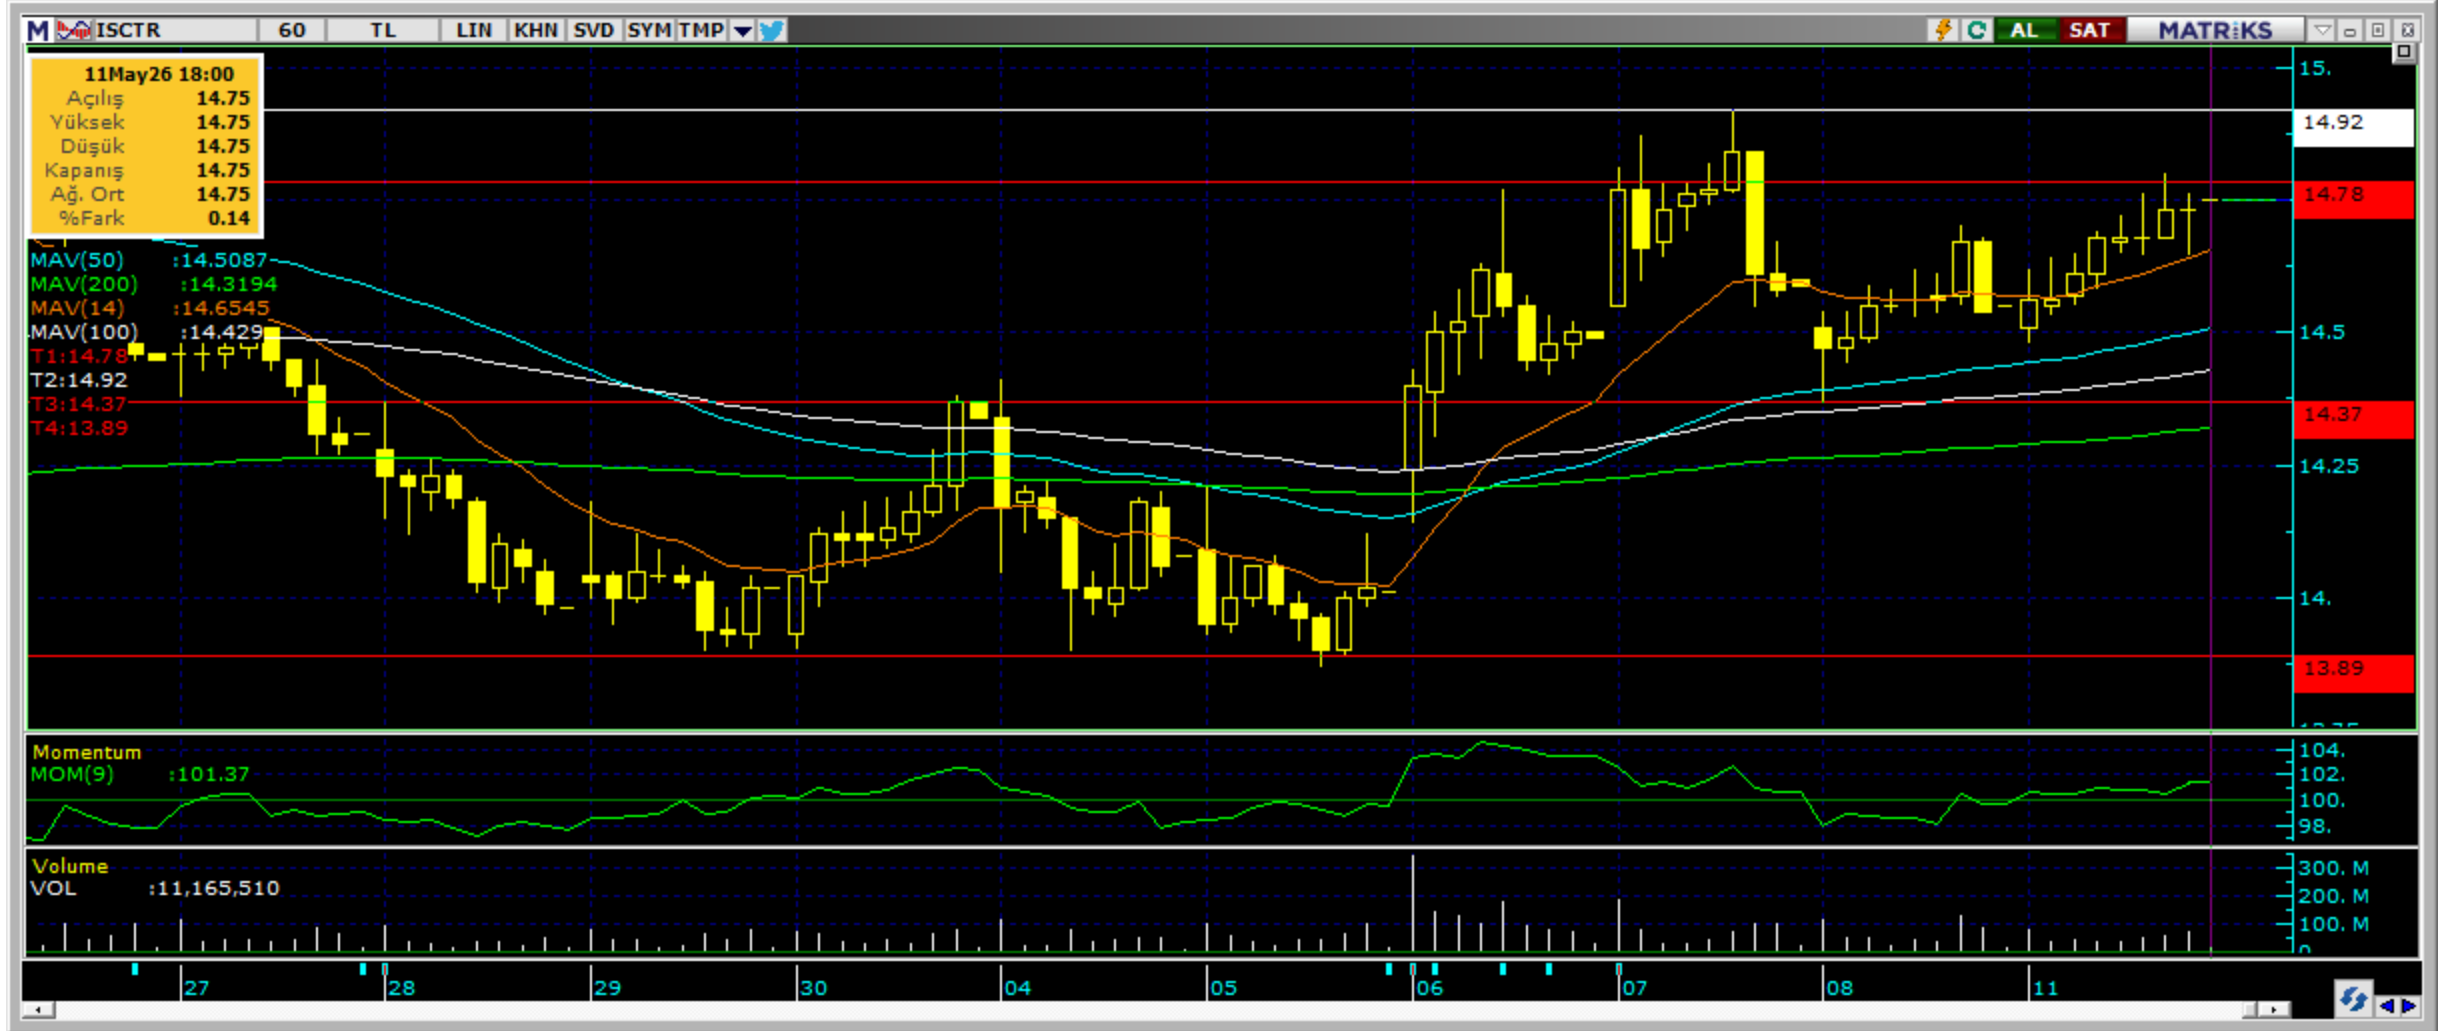 M ISCTR 60 TL LIN KHN SVD SYM TMP AL SAT MATRiKS
11May26 18:00
Açılış 14.75
Yüksek 14.75
Düşük 14.75
Kapanış 14.75
Ağ. Ort 14.75
%Fark 0.14
MAV(50) :14.5087
MAV(200) :14.3194
MAV(14) :14.6545
MAV(100) :14.429
T1:14.78
T2:14.92
T3:14.37
T4:13.89
15.
14.92
14.78
14.5
14.37
14.25
14.
13.89
Momentum
MOM(9) :101.37
104.
102.
100.
98.
Volume
VOL :11,165,510
300. M
200. M
100. M
0
27 28 29 30 04 05 06 07 08 11